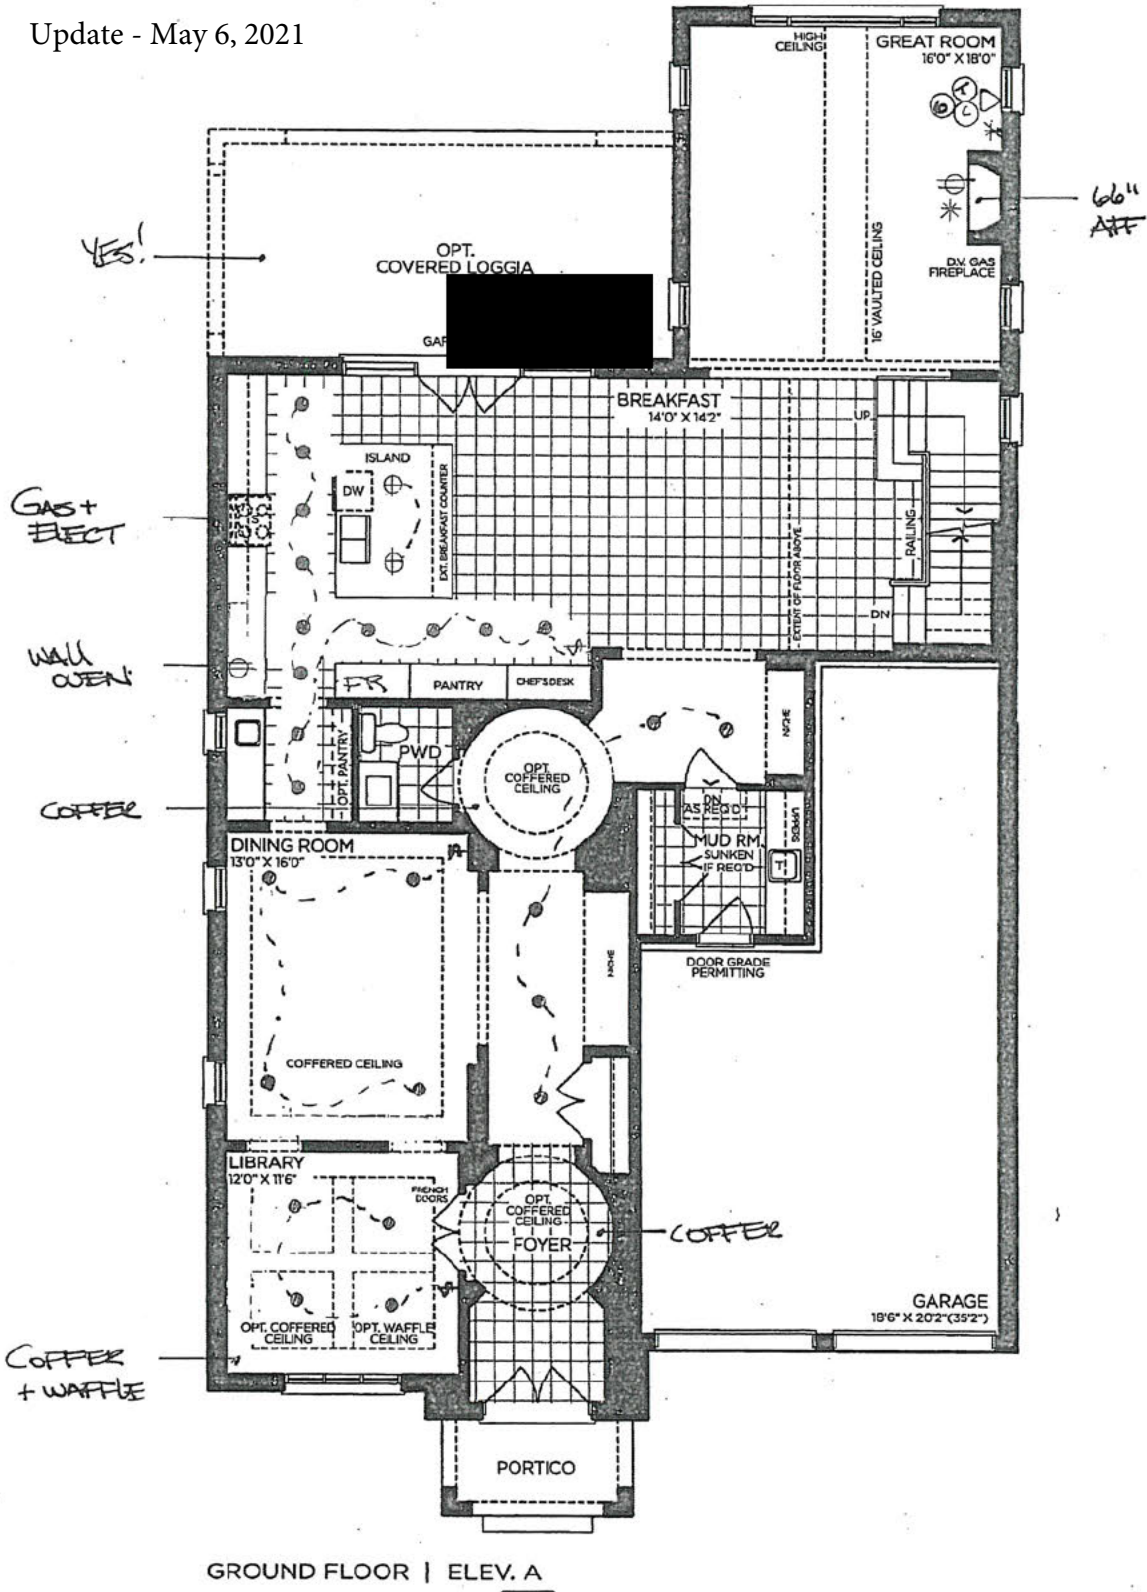 Update - May 6, 2021
HIGH
CEILING
GREAT ROOM
16'0" X 18'0"
T
6
L
66"
AFF
YES!
OPT.
COVERED LOGGIA
16' VAULTED CEILING
D.V. GAS
FIREPLACE
BREAKFAST
14'0" X 14'2"
UP
ISLAND
DW
EXT. BREAKFAST COUNTER
GAS +
ELECT
S
RAILING
EXTENT OF FLOOR ABOVE
DN
WALL
OVEN
FR
PANTRY
CHEF'S DESK
NICHE
OPT. PANTRY
PWD
OPT.
COFFERED
CEILING
COFFER
DN
AS REQ'D
UPPERS
MUD RM.
SUNKEN
IF REQ'D
T
DINING ROOM
13'0" X 16'0"
NICHE
DOOR GRADE
PERMITTING
COFFERED CEILING
LIBRARY
12'0" X 11'6"
FRENCH
DOORS
OPT.
COFFERED
CEILING
FOYER
COFFER
OPT. COFFERED
CEILING
OPT. WAFFLE
CEILING
GARAGE
18'6" X 20'2"(35'2")
COFFER
+ WAFFLE
PORTICO
GROUND FLOOR | ELEV. A